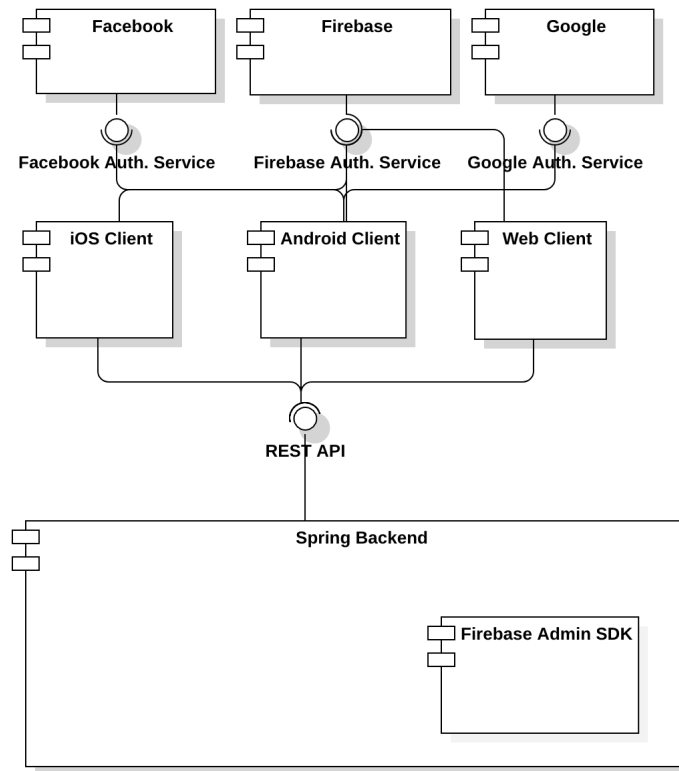 Facebook
Firebase
Google
Facebook Auth. Service
Firebase Auth. Service
Google Auth. Service
iOS Client
Android Client
Web Client
REST API
Spring Backend
Firebase Admin SDK